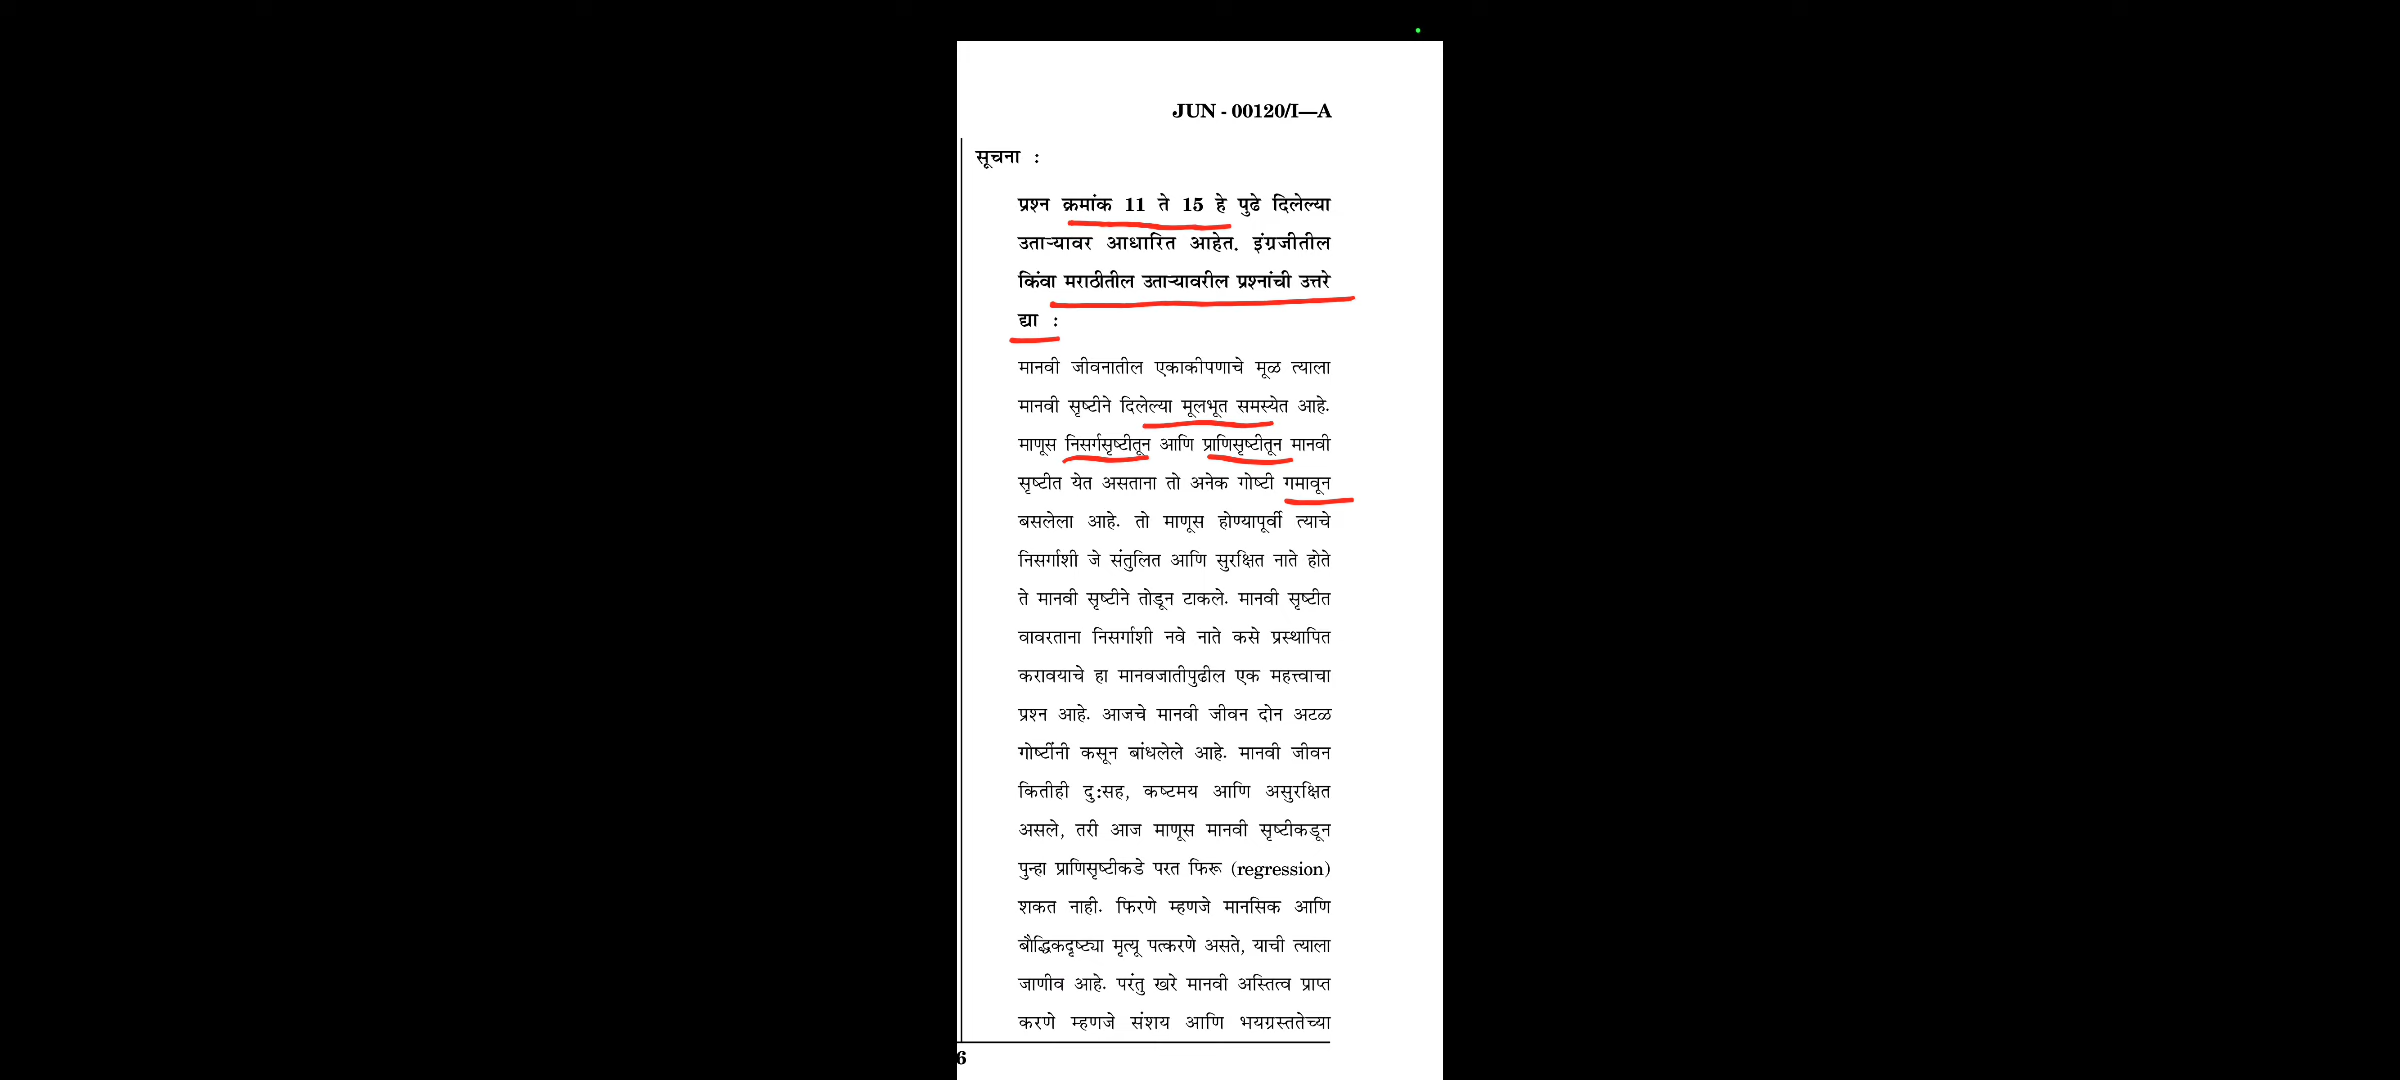 JUN - 00120/I—A
सूचना :
प्रश्न क्रमांक 11 ते 15 हे पुढे दिलेल्या
उताऱ्यावर आधारित आहेत. इंग्रजीतील
किंवा मराठीतील उताऱ्यावरील प्रश्नांची उत्तरे
द्या :
मानवी जीवनातील एकाकीपणाचे मूळ त्याला
मानवी सृष्टीने दिलेल्या मूलभूत समस्येत आहे.
माणूस निसर्गसृष्टीतून आणि प्राणिसृष्टीतून मानवी
सृष्टीत येत असताना तो अनेक गोष्टी गमावून
बसलेला आहे. तो माणूस होण्यापूर्वी त्याचे
निसर्गाशी जे संतुलित आणि सुरक्षित नाते होते
ते मानवी सृष्टीने तोडून टाकले. मानवी सृष्टीत
वावरताना निसर्गाशी नवे नाते कसे प्रस्थापित
करावयाचे हा मानवजातीपुढील एक महत्त्वाचा
प्रश्न आहे. आजचे मानवी जीवन दोन अटळ
गोष्टींनी कसून बांधलेले आहे. मानवी जीवन
कितीही दु:सह, कष्टमय आणि असुरक्षित
असले, तरी आज माणूस मानवी सृष्टीकडून
पुन्हा प्राणिसृष्टीकडे परत फिरू (regression)
शकत नाही. फिरणे म्हणजे मानसिक आणि
बौद्धिकदृष्ट्या मृत्यू पत्करणे असते, याची त्याला
जाणीव आहे. परंतु खरे मानवी अस्तित्व प्राप्त
करणे म्हणजे संशय आणि भयग्रस्ततेच्या
6